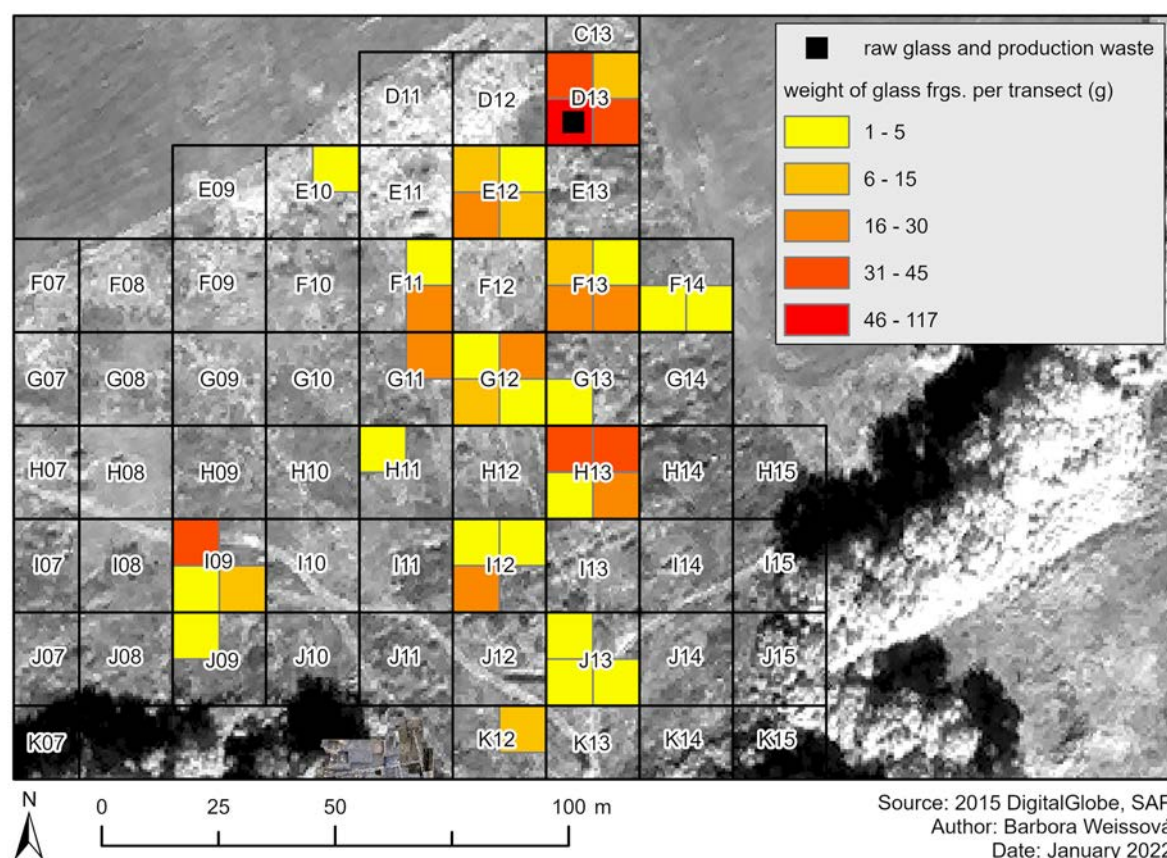 C13
raw glass and production waste
weight of glass frgs. per transect (g)
1 - 5
6 - 15
16 - 30
31 - 45
46 - 117
D11 D12 D13
E09 E10 E11 E12 E13
F07 F08 F09 F10 F11 F12 F13 F14
G07 G08 G09 G10 G11 G12 G13 G14
H07 H08 H09 H10 H11 H12 H13 H14 H15
I07 I08 I09 I10 I11 I12 I13 I14 I15
J07 J08 J09 J10 J11 J12 J13 J14 J15
K07 K12 K13 K14 K15
N
0 25 50 100 m
Source: 2015 DigitalGlobe, SAP
Author: Barbora Weissová
Date: January 2022